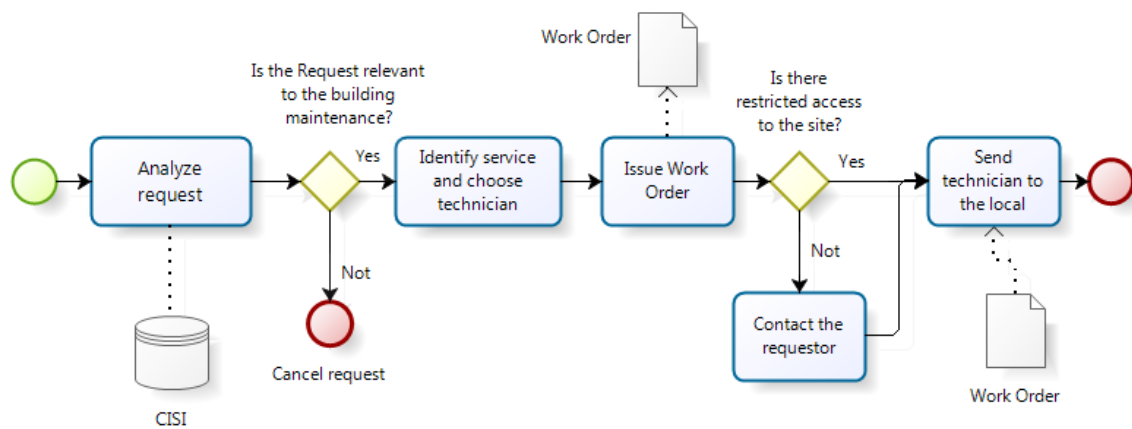 Work Order
Is the Request relevant
to the building
maintenance?
Is there
restricted access
to the site?
Analyze
request
Yes
Identify service
and choose
technician
Issue Work
Order
Yes
Send
technician to
the local
Not
Not
Cancel request
Contact the
requestor
CISI
Work Order